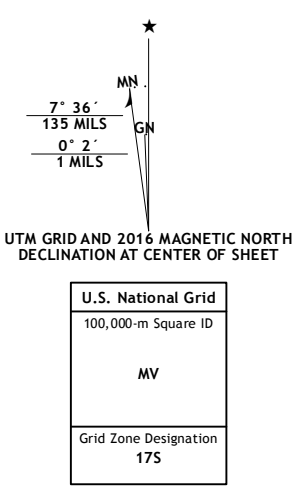 ★
MN
7° 36´
135 MILS
GN
0° 2´
1 MILS
UTM GRID AND 2016 MAGNETIC NORTH
DECLINATION AT CENTER OF SHEET
U.S. National Grid
100,000-m Square ID
MV
Grid Zone Designation
17S